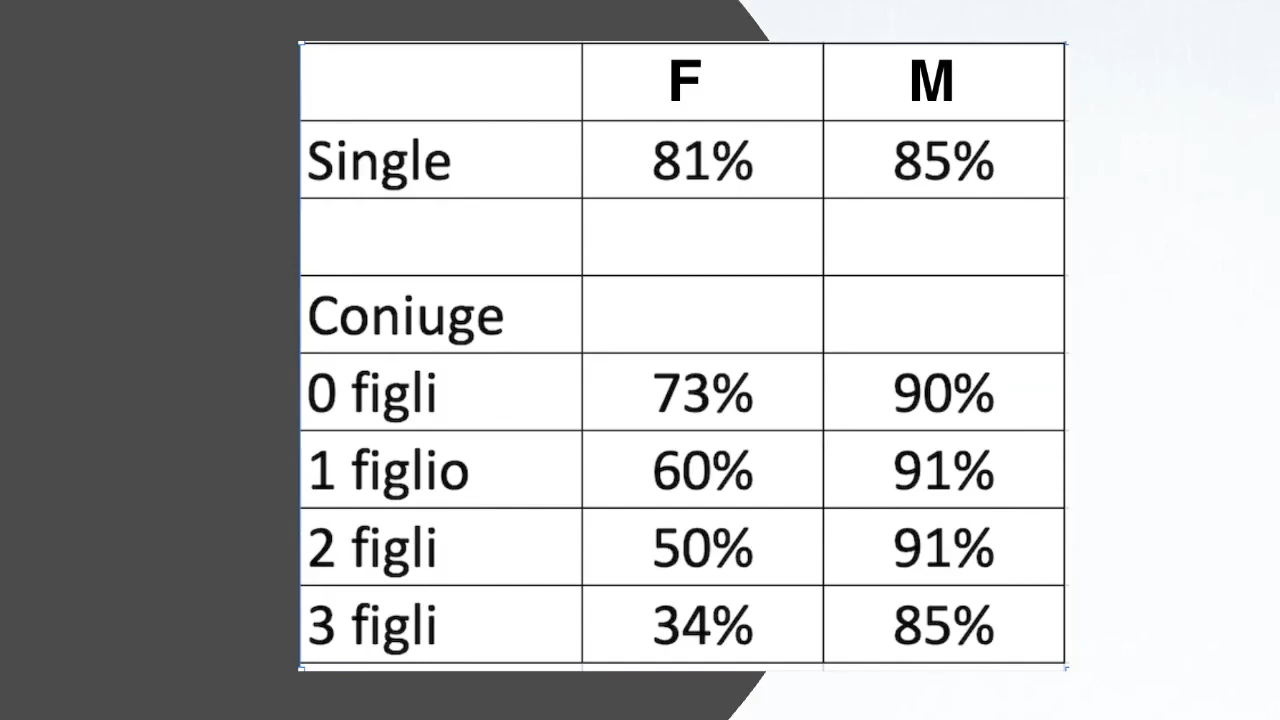 F M
Single 81% 85%
Coniuge
0 figli 73% 90%
1 figlio 60% 91%
2 figli 50% 91%
3 figli 34% 85%